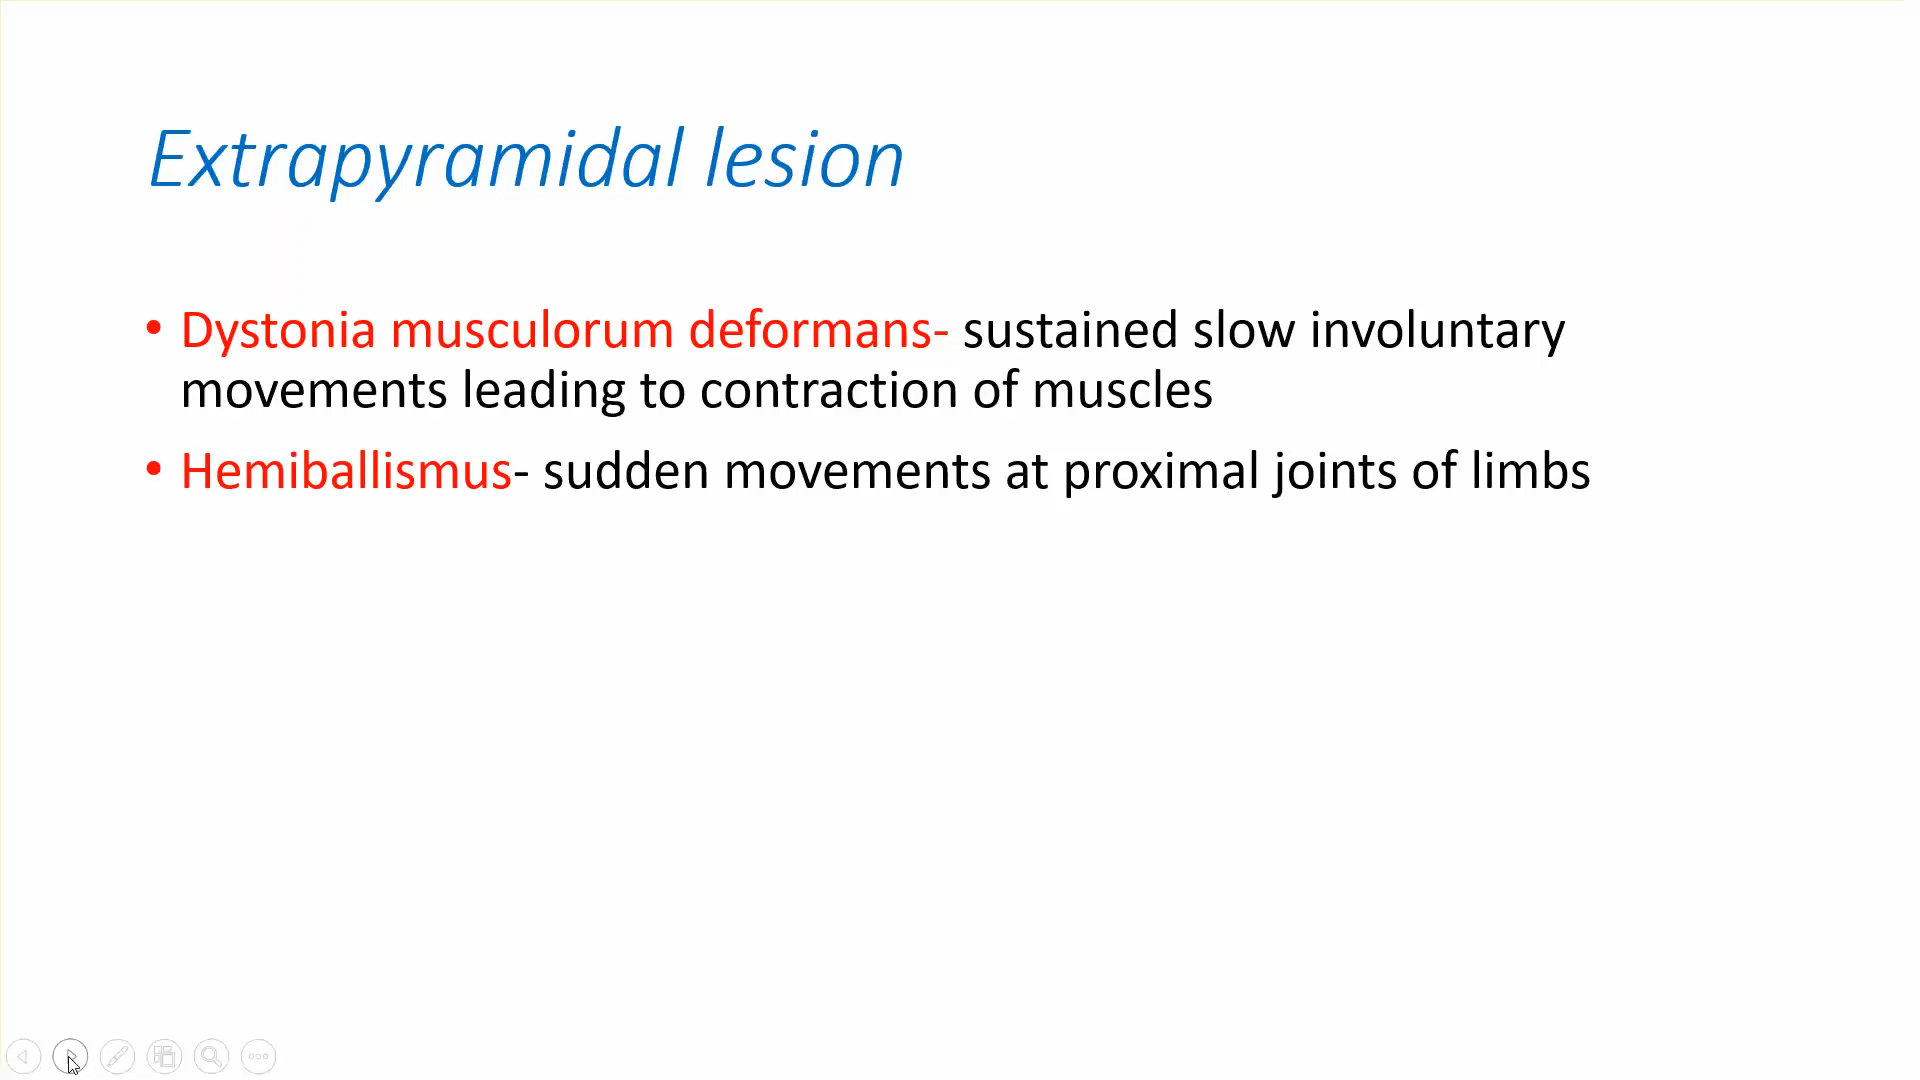 Extrapyramidal lesion
• Dystonia musculorum deformans- sustained slow involuntary
movements leading to contraction of muscles
• Hemiballismus- sudden movements at proximal joints of limbs